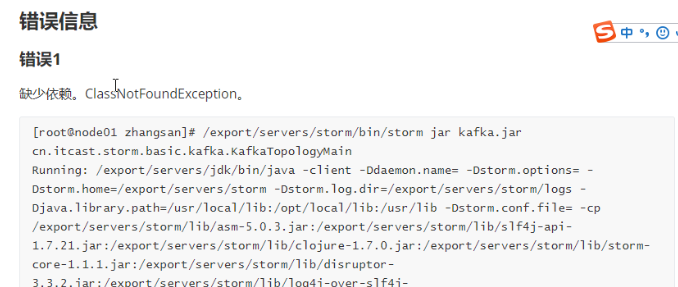 错误信息
错误1
缺少依赖。ClassNotFoundException。
[root@node01 zhangsan]# /export/servers/storm/bin/storm jar kafka.jar
cn.itcast.storm.basic.kafka.KafkaTopologyMain
Running: /export/servers/jdk/bin/java -client -Ddaemon.name= -Dstorm.options= -
Dstorm.home=/export/servers/storm -Dstorm.log.dir=/export/servers/storm/logs -
Djava.library.path=/usr/local/lib:/opt/local/lib:/usr/lib -Dstorm.conf.file= -cp
/export/servers/storm/lib/asm-5.0.3.jar:/export/servers/storm/lib/slf4j-api-
1.7.21.jar:/export/servers/storm/lib/clojure-1.7.0.jar:/export/servers/storm/lib/storm-
core-1.1.1.jar:/export/servers/storm/lib/disruptor-
3.3.2.jar:/export/servers/storm/lib/log4j-over-slf4j-
S 中